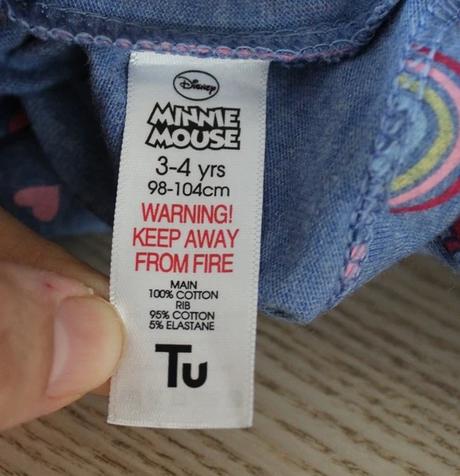 Disney
MINNIE
MOUSE
3-4 yrs
98-104cm
WARNING!
KEEP AWAY
FROM FIRE
MAIN
100% COTTON
RIB
95% COTTON
5% ELASTANE
Tu